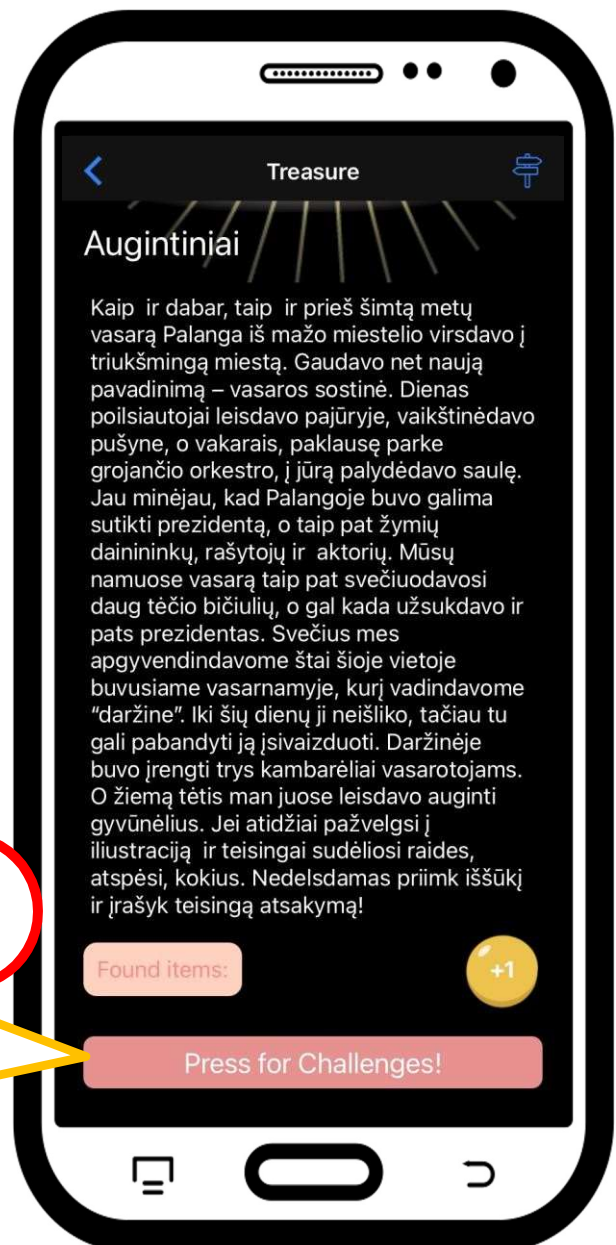 Treasure
Augintiniai
Kaip ir dabar, taip ir prieš šimtą metų
vasarą Palanga iš mažo miestelio virsdavo į
triukšmingą miestą. Gaudavo net naują
pavadinimą – vasaros sostinė. Dienas
poilsiautojai leisdavo pajūryje, vaikštinėdavo
pušyne, o vakarais, paklausę parke
grojančio orkestro, į jūrą palydėdavo saulę.
Jau minėjau, kad Palangoje buvo galima
sutikti prezidentą, o taip pat žymių
dainininkų, rašytojų ir aktorių. Mūsų
namuose vasarą taip pat svečiuodavosi
daug tėčio bičiulių, o gal kada užsukdavo ir
pats prezidentas. Svečius mes
apgyvendindavome štai šioje vietoje
buvusiame vasarnamyje, kurį vadindavome
“daržine”. Iki šių dienų ji neišliko, tačiau tu
gali pabandyti ją įsivaizduoti. Daržinėje
buvo įrengti trys kambarėliai vasarotojams.
O žiemą tėtis man juose leisdavo auginti
gyvūnėlius. Jei atidžiai pažvelgsi į
iliustraciją ir teisingai sudėliosi raides,
atspėsi, kokius. Nedelsdamas priimk iššūkį
ir įrašyk teisingą atsakymą!
Found items:
+1
Press for Challenges!